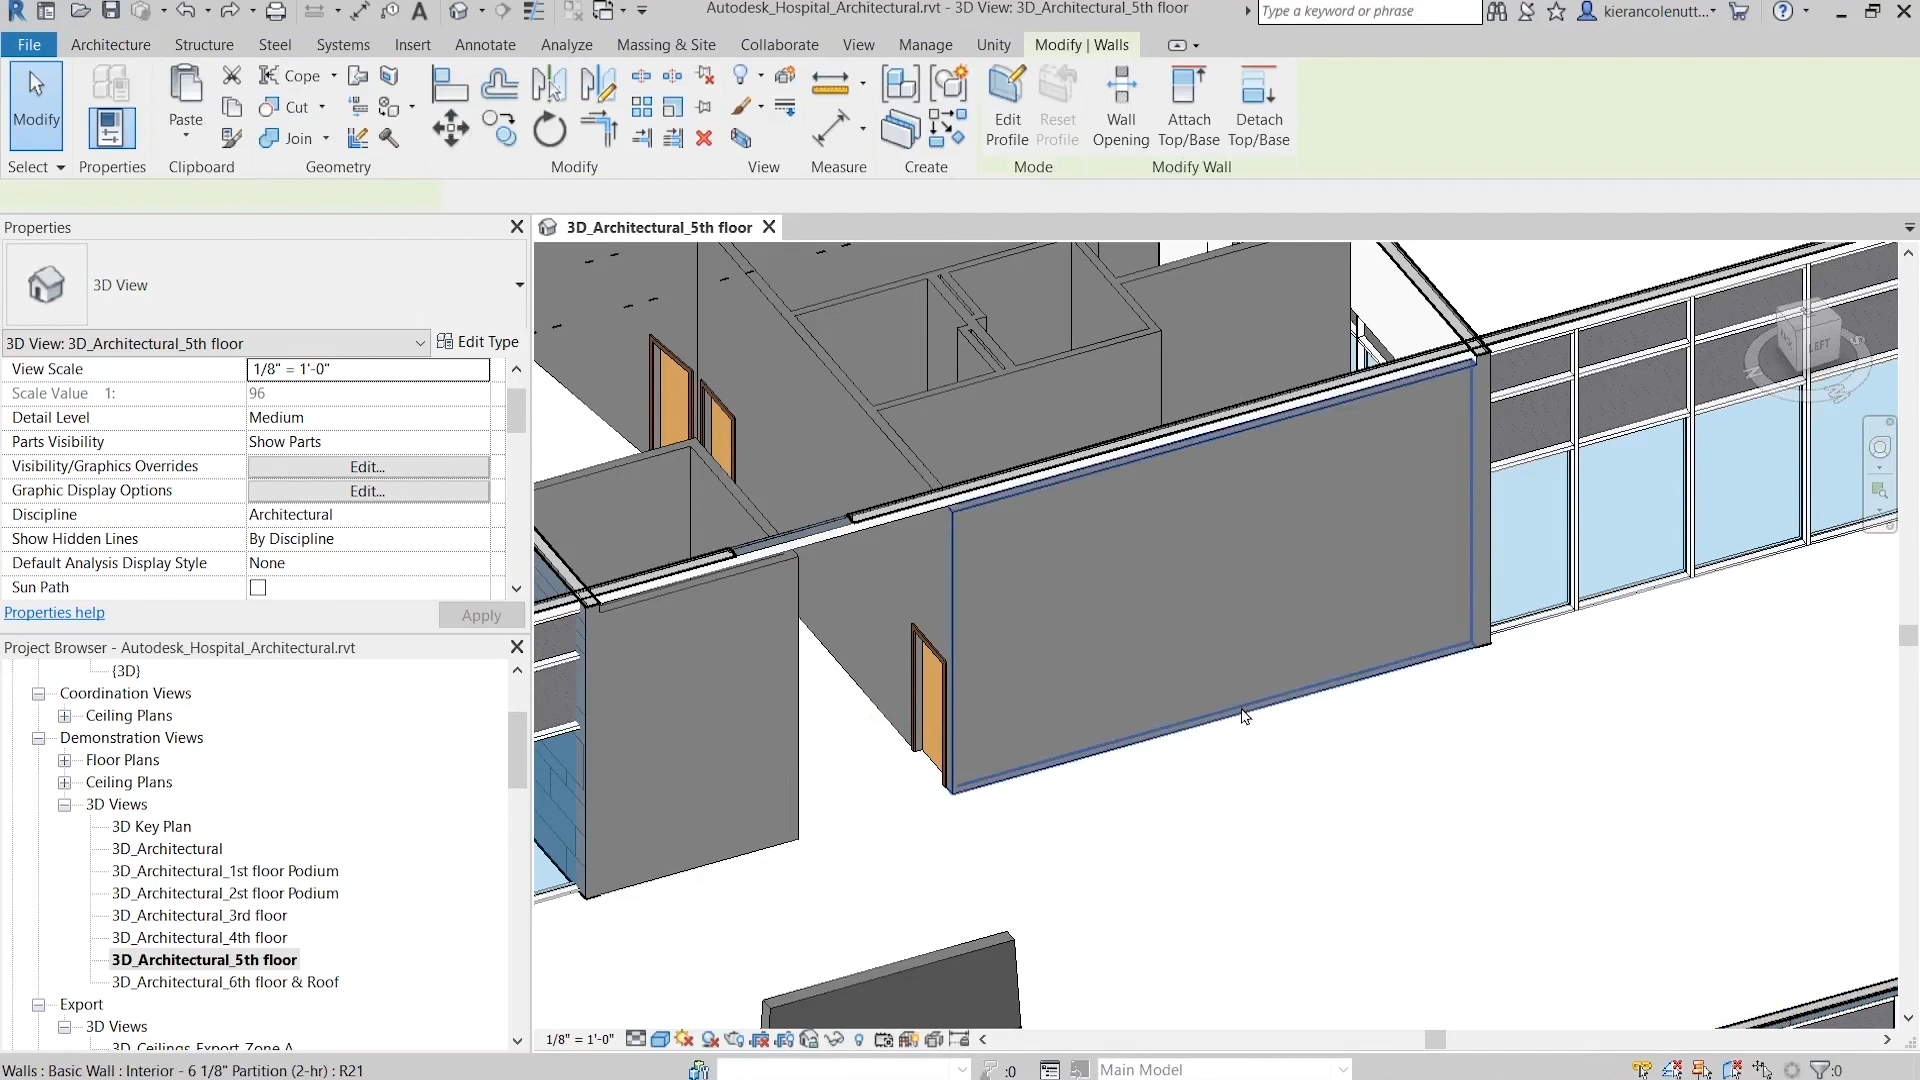 Autodesk_Hospital_Architectural.rvt - 3D View: 3D_Architectural_5th floor
Type a keyword or phrase
kierancolenutt...
File
Architecture
Structure
Steel
Systems
Insert
Annotate
Analyze
Massing & Site
Collaborate
View
Manage
Unity
Modify | Walls
Modify
Paste
Cope
Cut
Join
Edit Profile
Reset Profile
Wall Opening
Attach Top/Base
Detach Top/Base
Select
Properties
Clipboard
Geometry
Modify
View
Measure
Create
Mode
Modify Wall
Properties
3D_Architectural_5th floor
3D View
3D View: 3D_Architectural_5th floor
Edit Type
View Scale 1/8" = 1'-0"
Scale Value 1: 96
Detail Level Medium
Parts Visibility Show Parts
Visibility/Graphics Overrides Edit...
Graphic Display Options Edit...
Discipline Architectural
Show Hidden Lines By Discipline
Default Analysis Display Style None
Sun Path
Properties help
Apply
LEFT
Project Browser - Autodesk_Hospital_Architectural.rvt
{3D}
Coordination Views
Ceiling Plans
Demonstration Views
Floor Plans
Ceiling Plans
3D Views
3D Key Plan
3D_Architectural
3D_Architectural_1st floor Podium
3D_Architectural_2st floor Podium
3D_Architectural_3rd floor
3D_Architectural_4th floor
3D_Architectural_5th floor
3D_Architectural_6th floor & Roof
Export
3D Views
3D_Ceilings Export Zone A
1/8" = 1'-0"
Walls : Basic Wall : Interior - 6 1/8" Partition (2-hr) : R21
:0
Main Model
:0